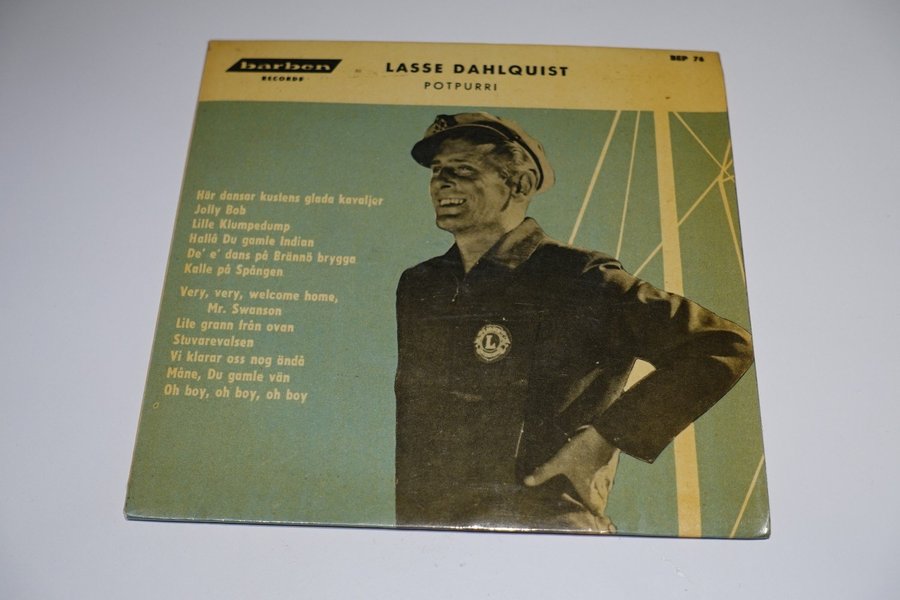 barben
RECORDS
LASSE DAHLQUIST
POTPURRI
BEP 76
Här dansar kustens glada kavaljer
Jolly Bob
Lille Klumpedump
Hallå Du gamle Indian
De' e' dans på Brännö brygga
Kalle på Spången
Very, very, welcome home,
Mr. Swanson
Lite grann från ovan
Stuvarevalsen
Vi klarar oss nog ändå
Måne, Du gamle vän
Oh boy, oh boy, oh boy
L